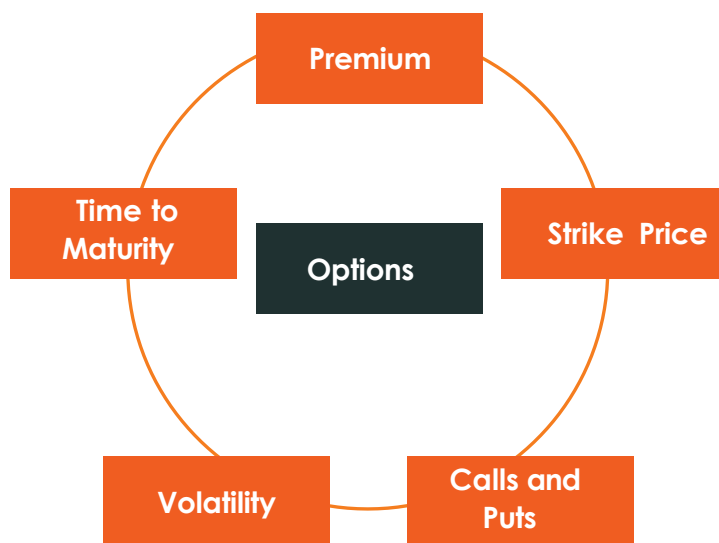 Premium
Time to
Maturity
Strike Price
Options
Volatility
Calls and
Puts